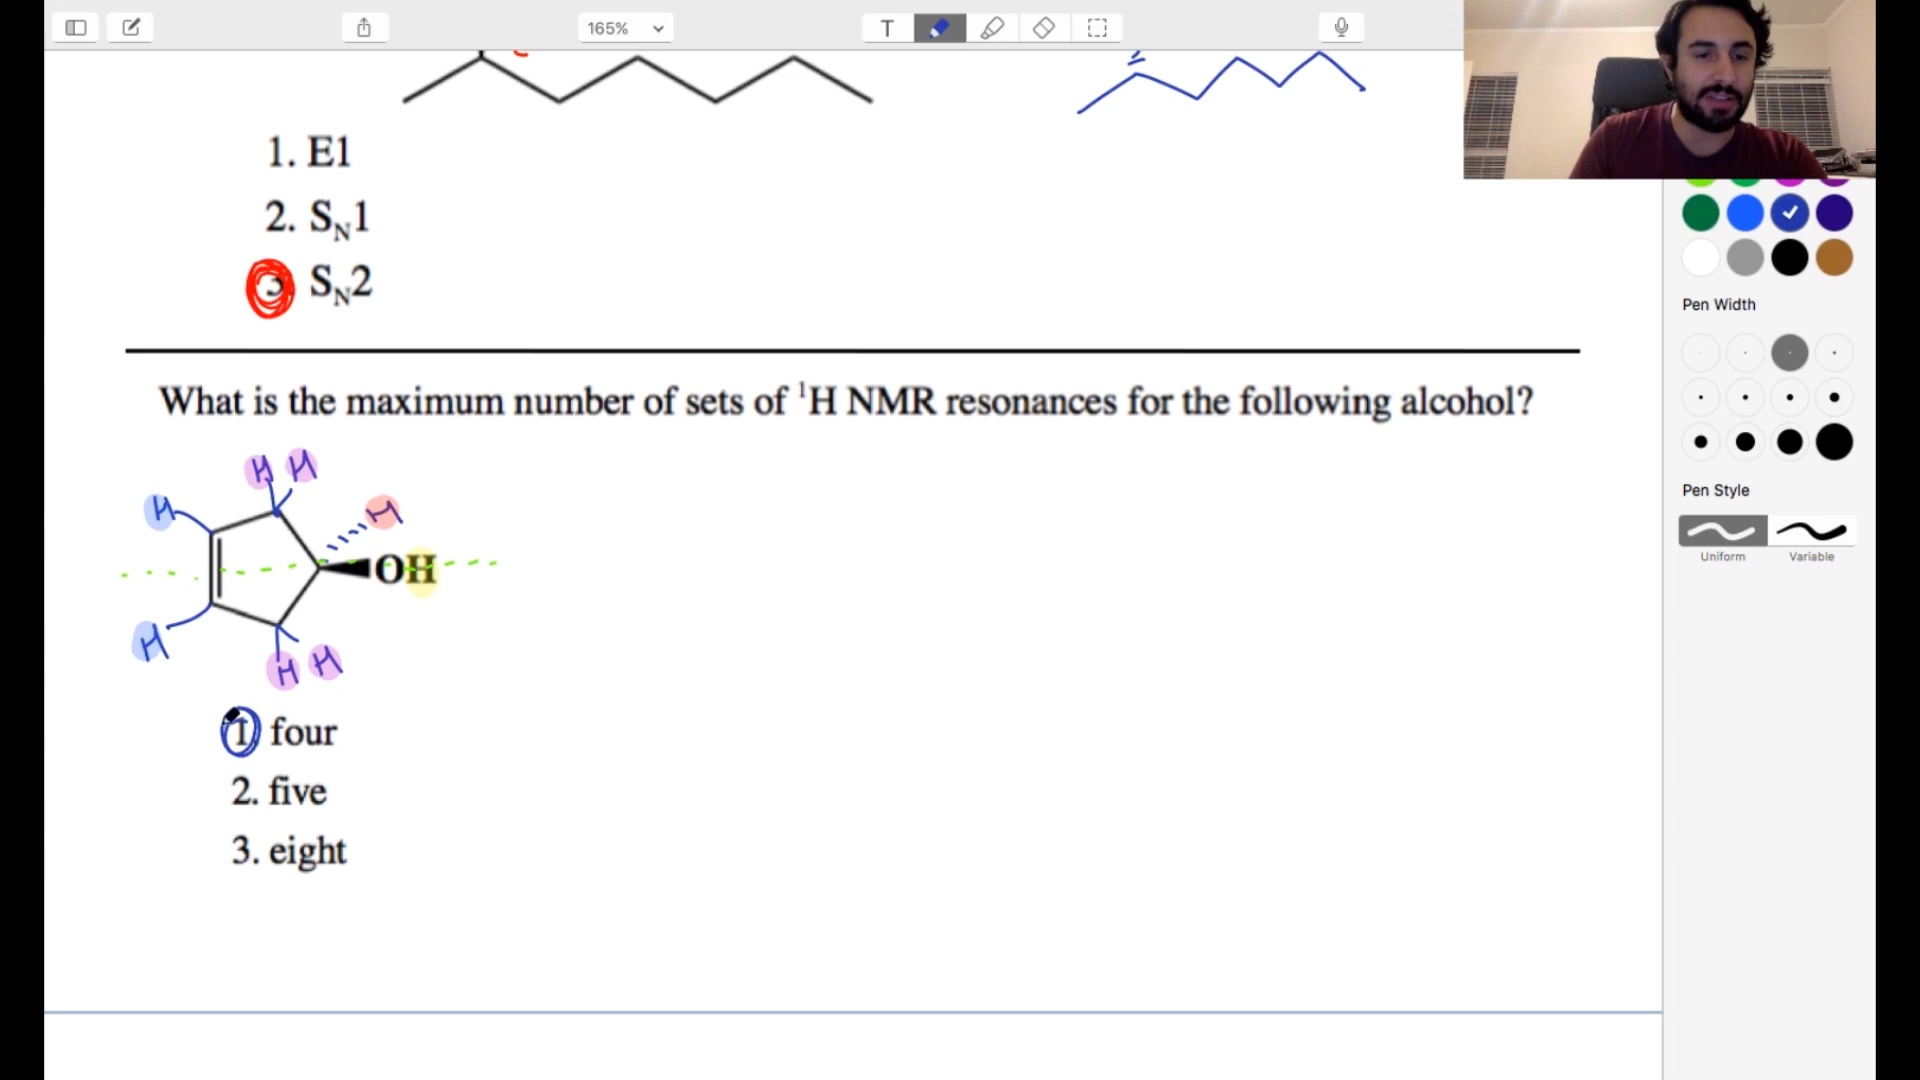 165%
T
1. E1
2. SN1
3 SN2
Pen Width
What is the maximum number of sets of ¹H NMR resonances for the following alcohol?
H H
H
H
Pen Style
Uniform
Variable
OH
H
H H
1. four
2. five
3. eight